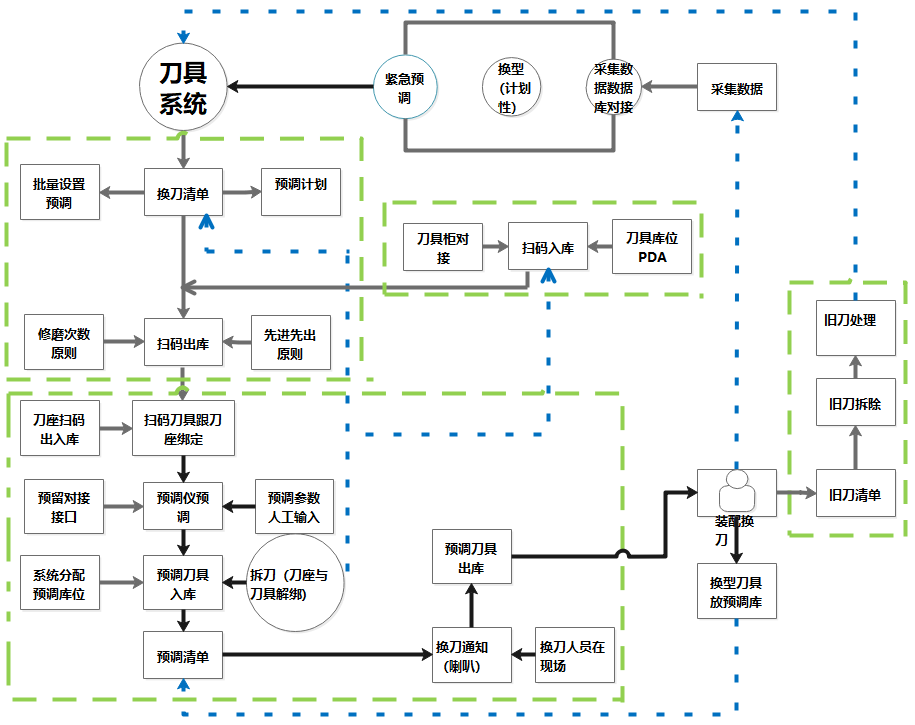 刀具
系统
紧急预
调
换型
（计划
性）
采集数
据数据
库对接
采集数据
批量设置
预调
换刀清单
预调计划
刀具柜对
接
扫码入库
刀具库位
PDA
修磨次数
原则
扫码出库
先进先出
原则
旧刀处理
旧刀拆除
旧刀清单
刀座扫码
出入库
扫码刀具跟刀
座绑定
预留对接
接口
预调仪预
调
预调参数
人工输入
装配换
刀
系统分配
预调库位
预调刀具
入库
拆刀（刀座与
刀具解绑)
预调刀具
出库
换型刀具
放预调库
预调清单
换刀通知
（喇叭）
换刀人员在
现场